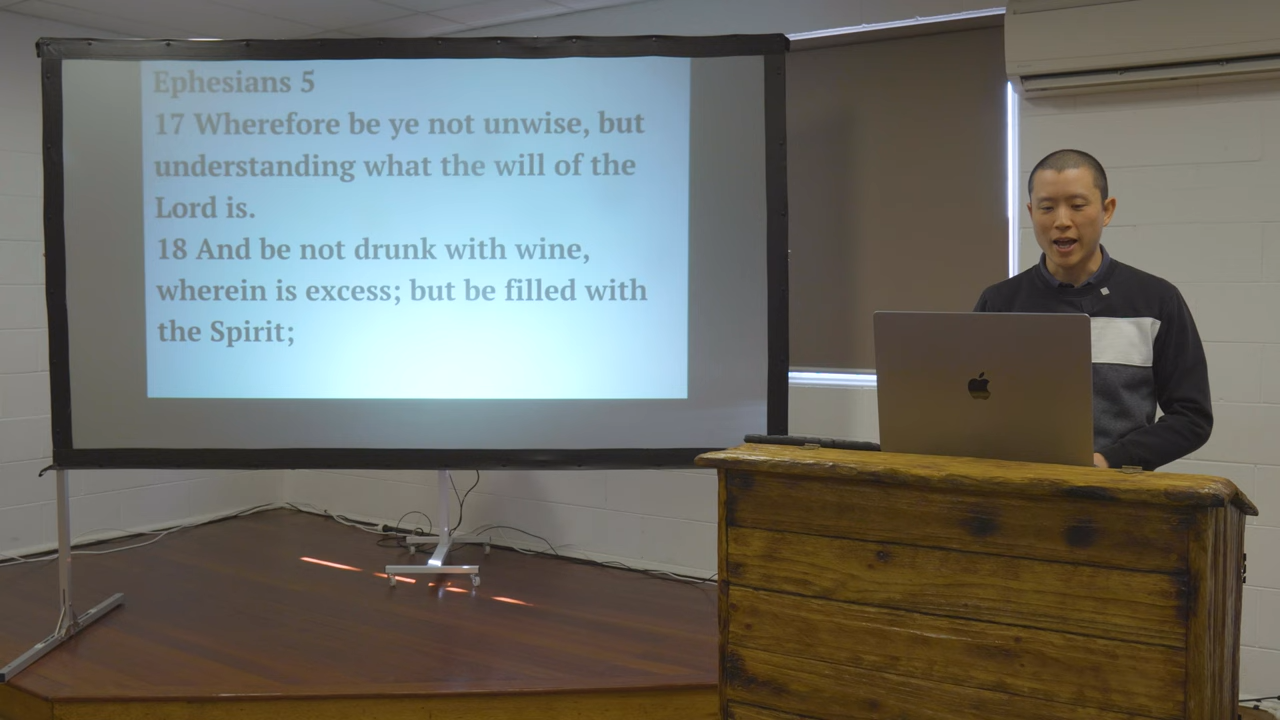 Ephesians 5
17 Wherefore be ye not unwise, but
understanding what the will of the
Lord is.
18 And be not drunk with wine,
wherein is excess; but be filled with
the Spirit;